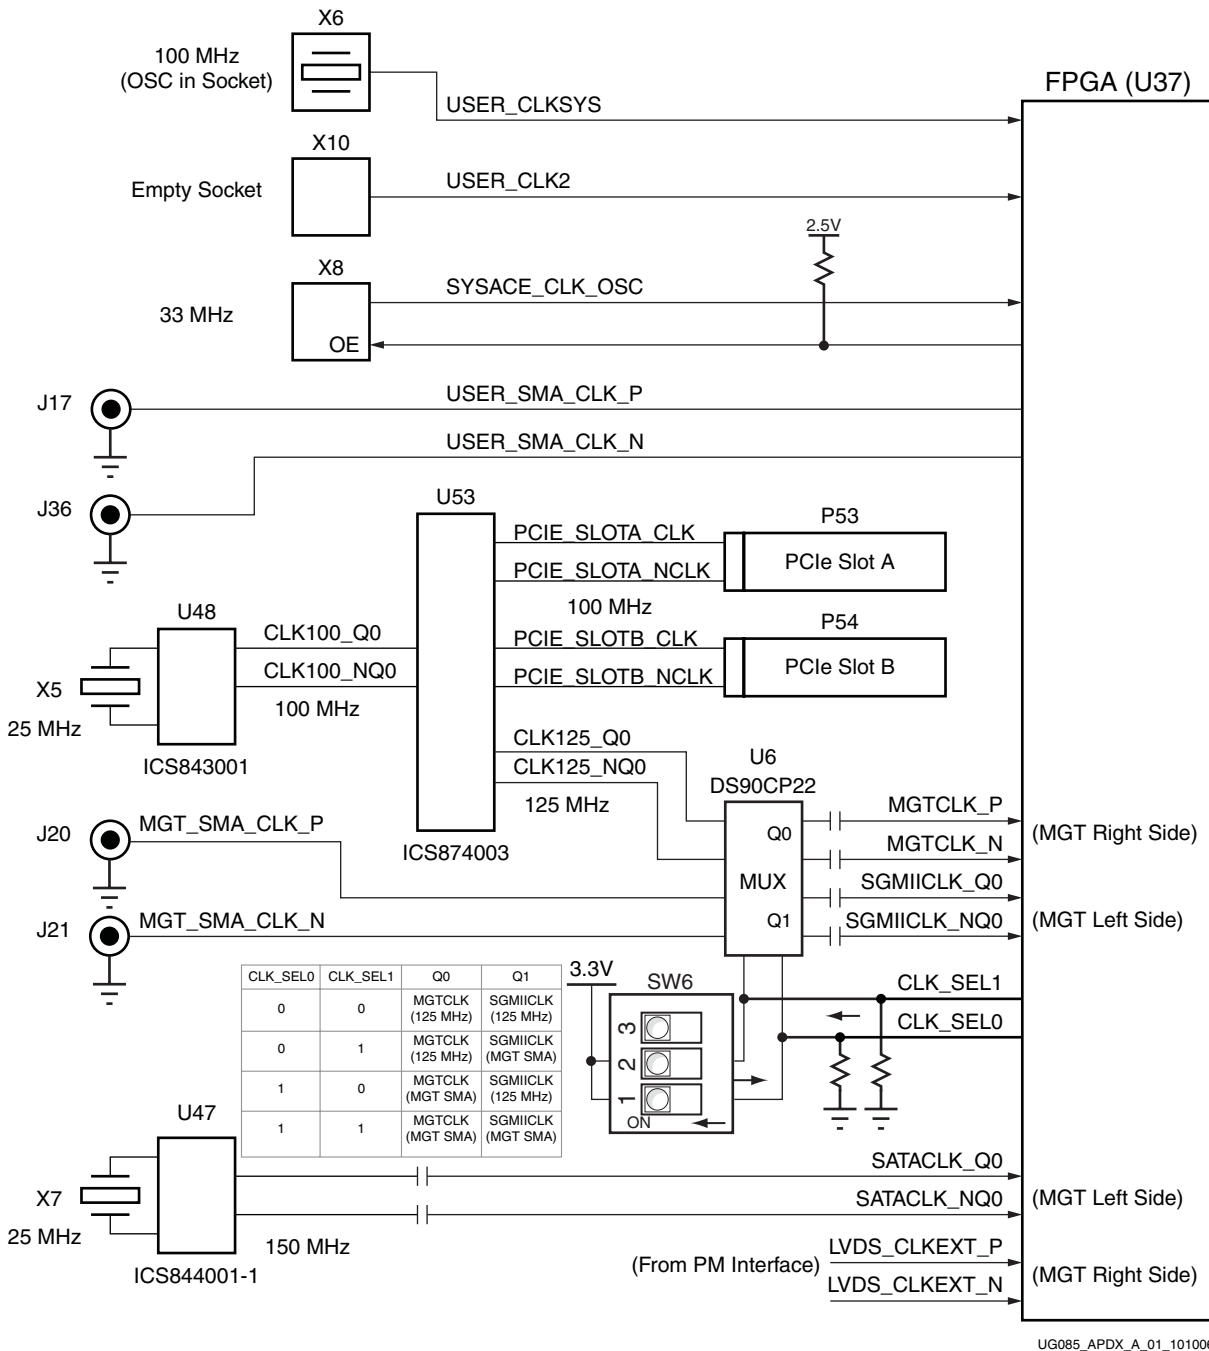 X6
100 MHz
(OSC in Socket)
FPGA (U37)
USER_CLKSYS
X10
Empty Socket
USER_CLK2
2.5V
X8
SYSACE_CLK_OSC
33 MHz
OE
J17
USER_SMA_CLK_P
USER_SMA_CLK_N
J36
U53
P53
PCIE_SLOTA_CLK
PCIe Slot A
PCIE_SLOTA_NCLK
100 MHz
U48
P54
CLK100_Q0
PCIE_SLOTB_CLK
CLK100_NQ0
PCIE_SLOTB_NCLK
PCIe Slot B
X5
25 MHz
100 MHz
ICS843001
CLK125_Q0
CLK125_NQ0
125 MHz
U6
DS90CP22
MGTCLK_P
J20
MGT_SMA_CLK_P
Q0
(MGT Right Side)
MGTCLK_N
ICS874003
MUX
SGMIICLK_Q0
J21
MGT_SMA_CLK_N
Q1
SGMIICLK_NQ0
(MGT Left Side)
CLK_SEL0 CLK_SEL1 Q0 Q1
0 0 MGTCLK (125 MHz) SGMIICLK (125 MHz)
0 1 MGTCLK (125 MHz) SGMIICLK (MGT SMA)
1 0 MGTCLK (MGT SMA) SGMIICLK (125 MHz)
1 1 MGTCLK (MGT SMA) SGMIICLK (MGT SMA)
3.3V
SW6
3
2
1
ON
CLK_SEL1
CLK_SEL0
U47
X7
25 MHz
150 MHz
ICS844001-1
SATACLK_Q0
SATACLK_NQ0
(MGT Left Side)
(From PM Interface)
LVDS_CLKEXT_P
LVDS_CLKEXT_N
(MGT Right Side)
UG085_APDX_A_01_101006